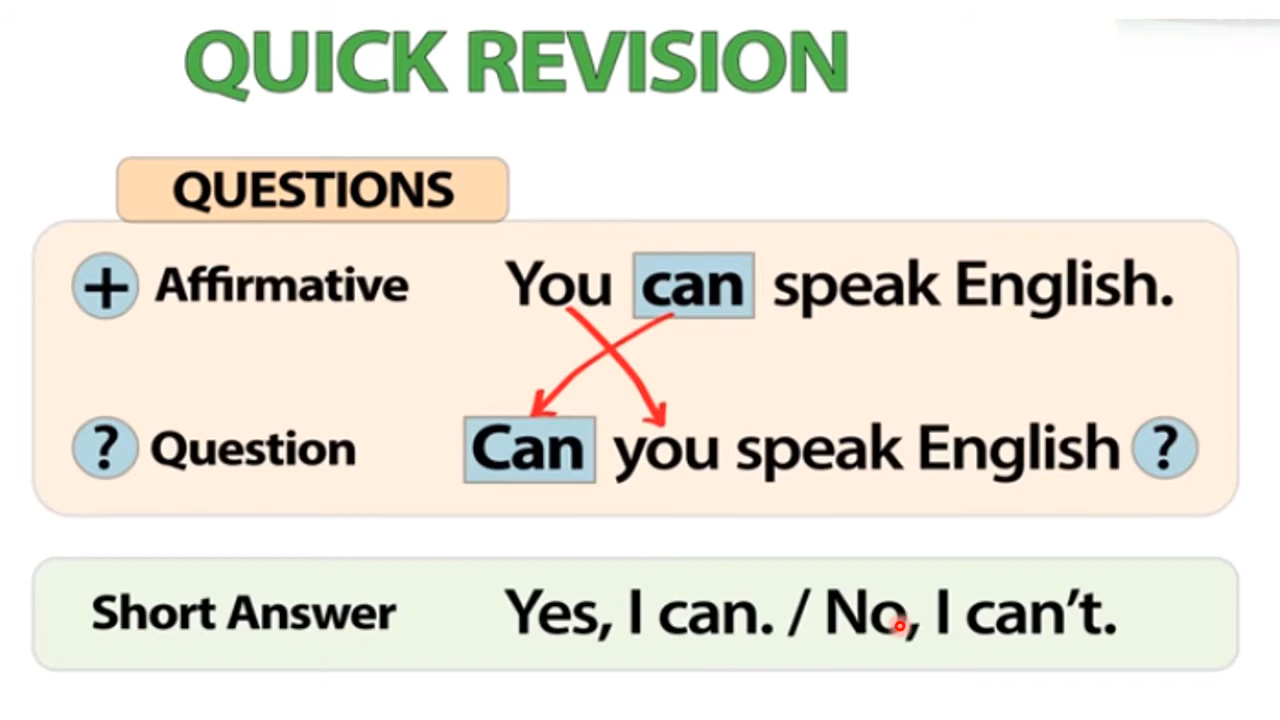 QUICK REVISION
QUESTIONS
+ Affirmative You can speak English.
? Question Can you speak English ?
Short Answer Yes, I can. / No, I can't.